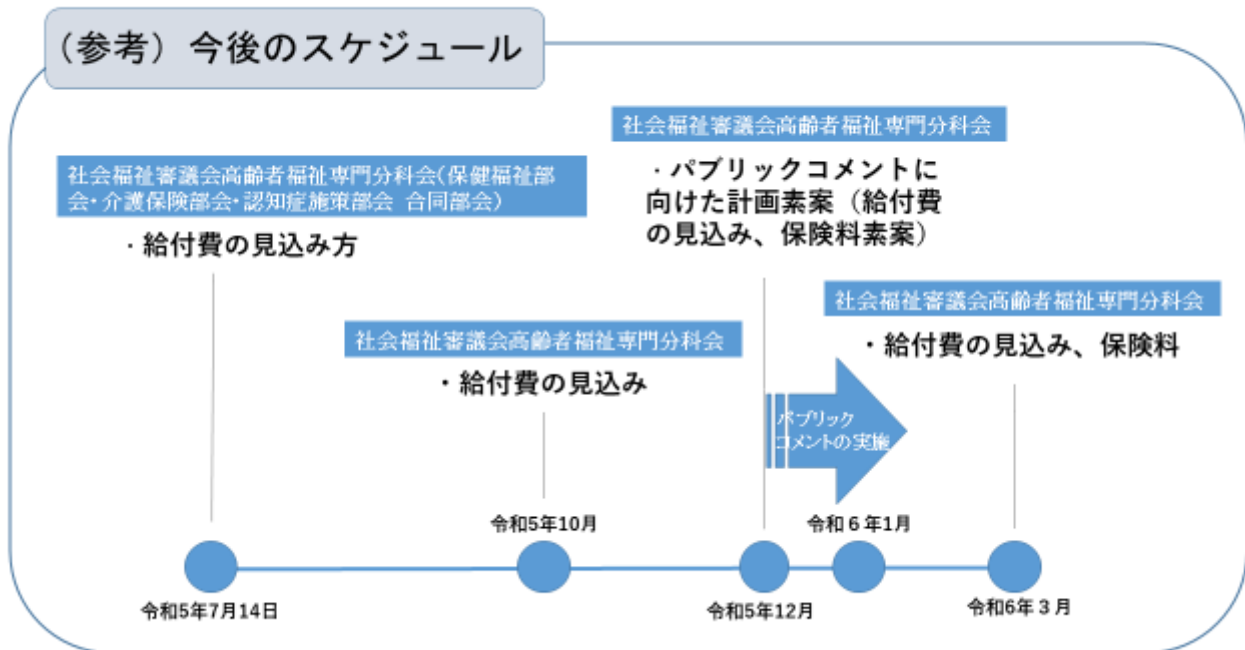 （参考）今後のスケジュール
社会福祉審議会高齢者福祉専門分科会（保健福祉部
会・介護保険部会・認知症施策部会 合同部会）
・給付費の見込み方
社会福祉審議会高齢者福祉専門分科会
・給付費の見込み
社会福祉審議会高齢者福祉専門分科会
・パブリックコメントに
向けた計画素案（給付費
の見込み、保険料素案）
社会福祉審議会高齢者福祉専門分科会
・給付費の見込み、保険料
パブリック
コメントの実施
令和5年7月14日
令和5年10月
令和5年12月
令和６年1月
令和6年３月